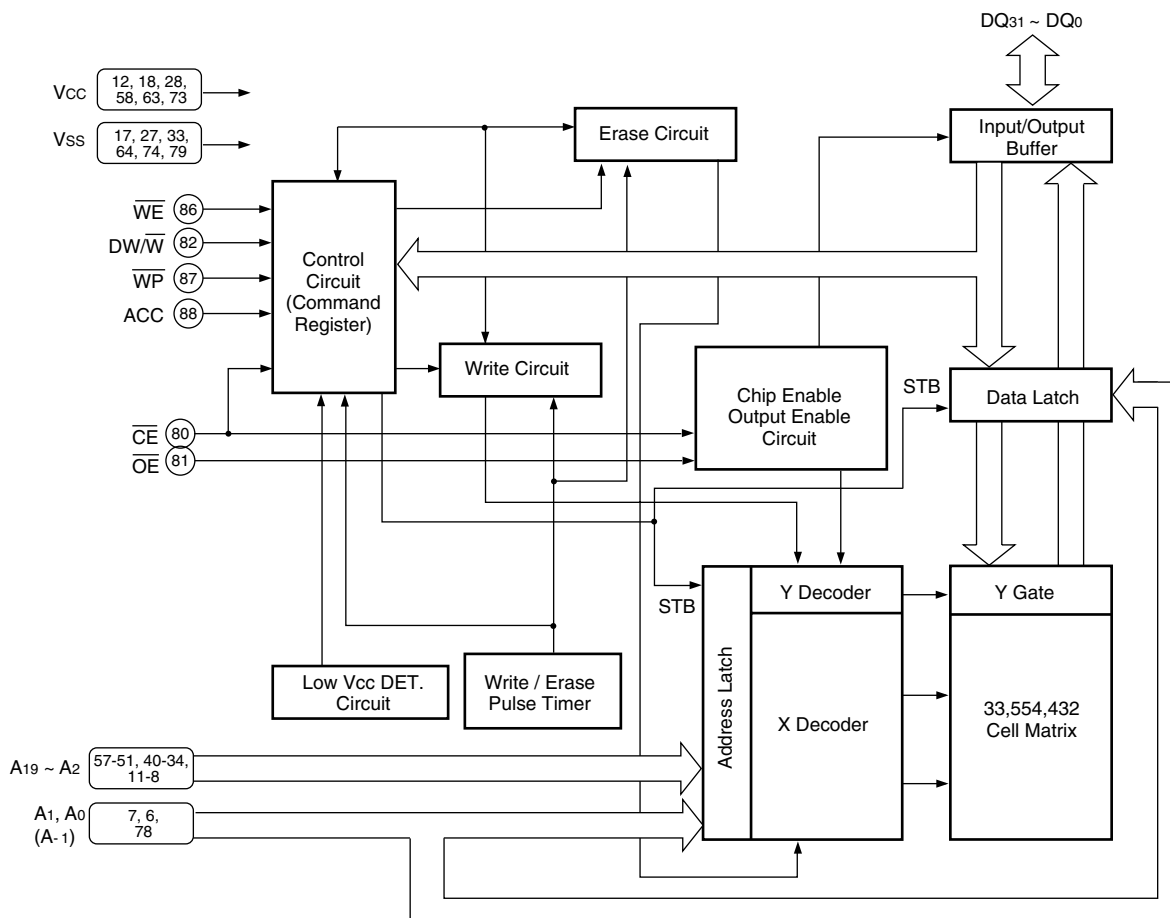 DQ31 ~ DQ0
VCC
12, 18, 28,
58, 63, 73
VSS
17, 27, 33,
64, 74, 79
Erase Circuit
Input/Output
Buffer
WE
86
DW/W
82
WP
87
ACC
88
Control
Circuit
(Command
Register)
Write Circuit
Chip Enable
Output Enable
Circuit
STB
Data Latch
CE
80
OE
81
STB
Address Latch
Y Decoder
Y Gate
X Decoder
33,554,432
Cell Matrix
Low Vcc DET.
Circuit
Write / Erase
Pulse Timer
A19 ~ A2
57-51, 40-34,
11-8
A1, A0
(A-1)
7, 6,
78